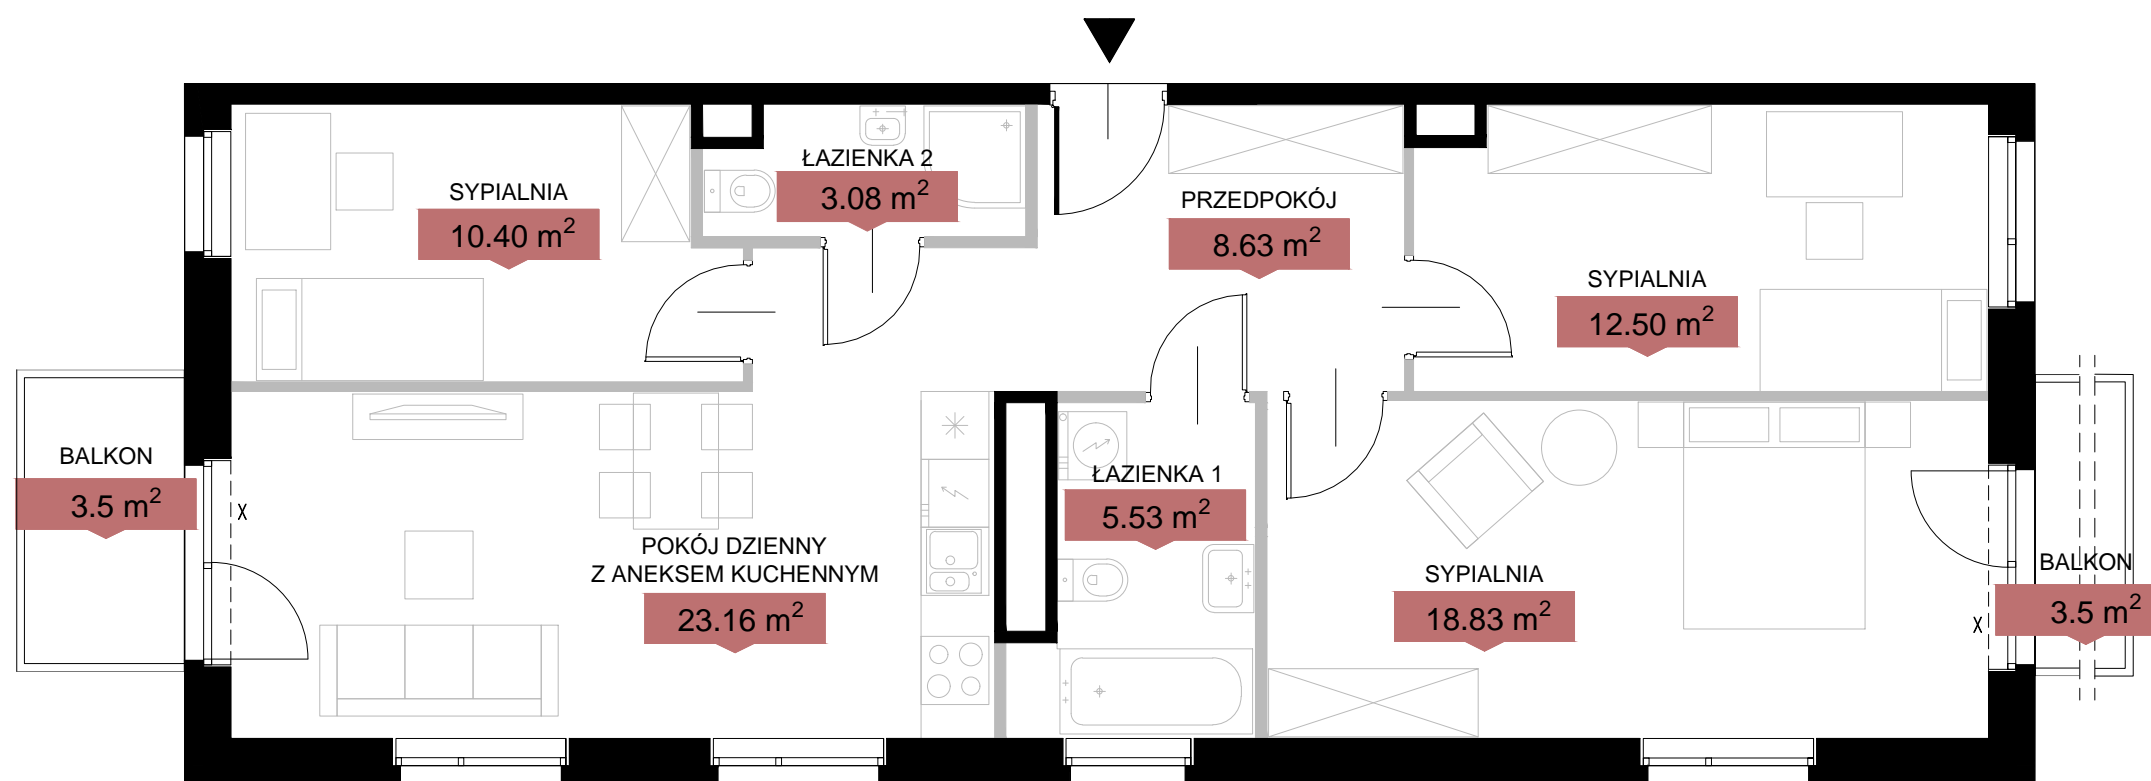 ŁAZIENKA 2
3.08 m²
SYPIALNIA
10.40 m²
PRZEDPOKÓJ
8.63 m²
SYPIALNIA
12.50 m²
BALKON
3.5 m²
X
ŁAZIENKA 1
5.53 m²
POKÓJ DZIENNY
Z ANEKSEM KUCHENNYM
23.16 m²
SYPIALNIA
18.83 m²
X
BALKON
3.5 m²